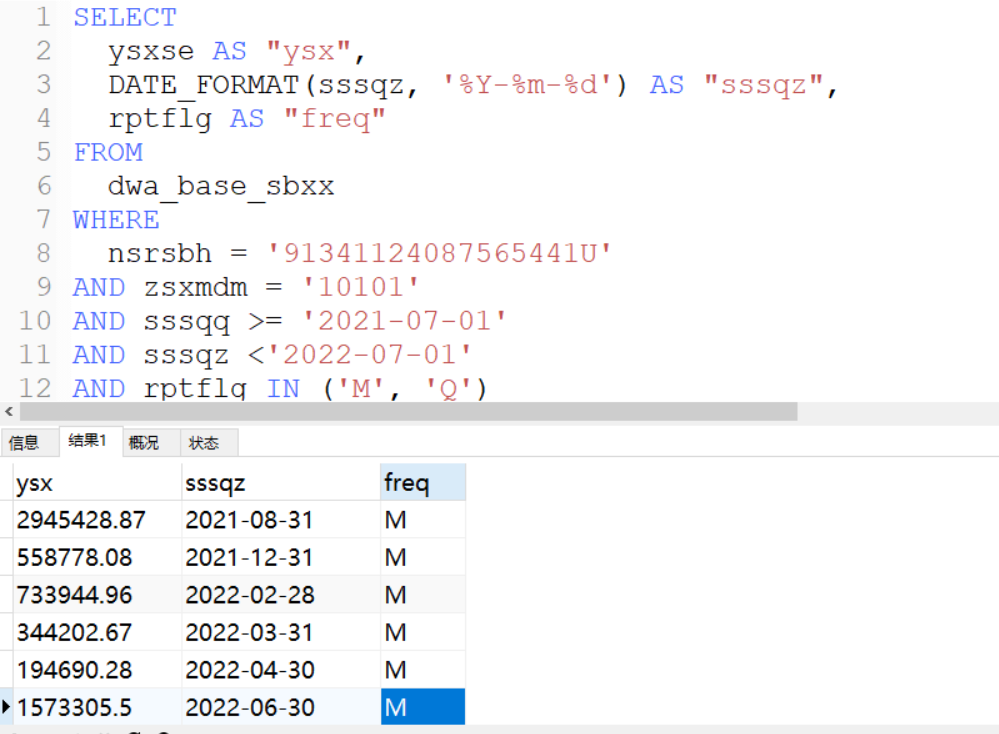 1 SELECT
2 ysxse AS "ysx",
3 DATE_FORMAT(sssqz, '%Y-%m-%d') AS "sssqz",
4 rptflg AS "freq"
5 FROM
6 dwa_base_sbxx
7 WHERE
8 nsrsbh = '91341124087565441U'
9 AND zsxmdm = '10101'
10 AND sssqq >= '2021-07-01'
11 AND sssqz <'2022-07-01'
12 AND rptflg IN ('M', 'Q')
信息 结果1 概况 状态
ysx sssqz freq
2945428.87 2021-08-31 M
558778.08 2021-12-31 M
733944.96 2022-02-28 M
344202.67 2022-03-31 M
194690.28 2022-04-30 M
1573305.5 2022-06-30 M